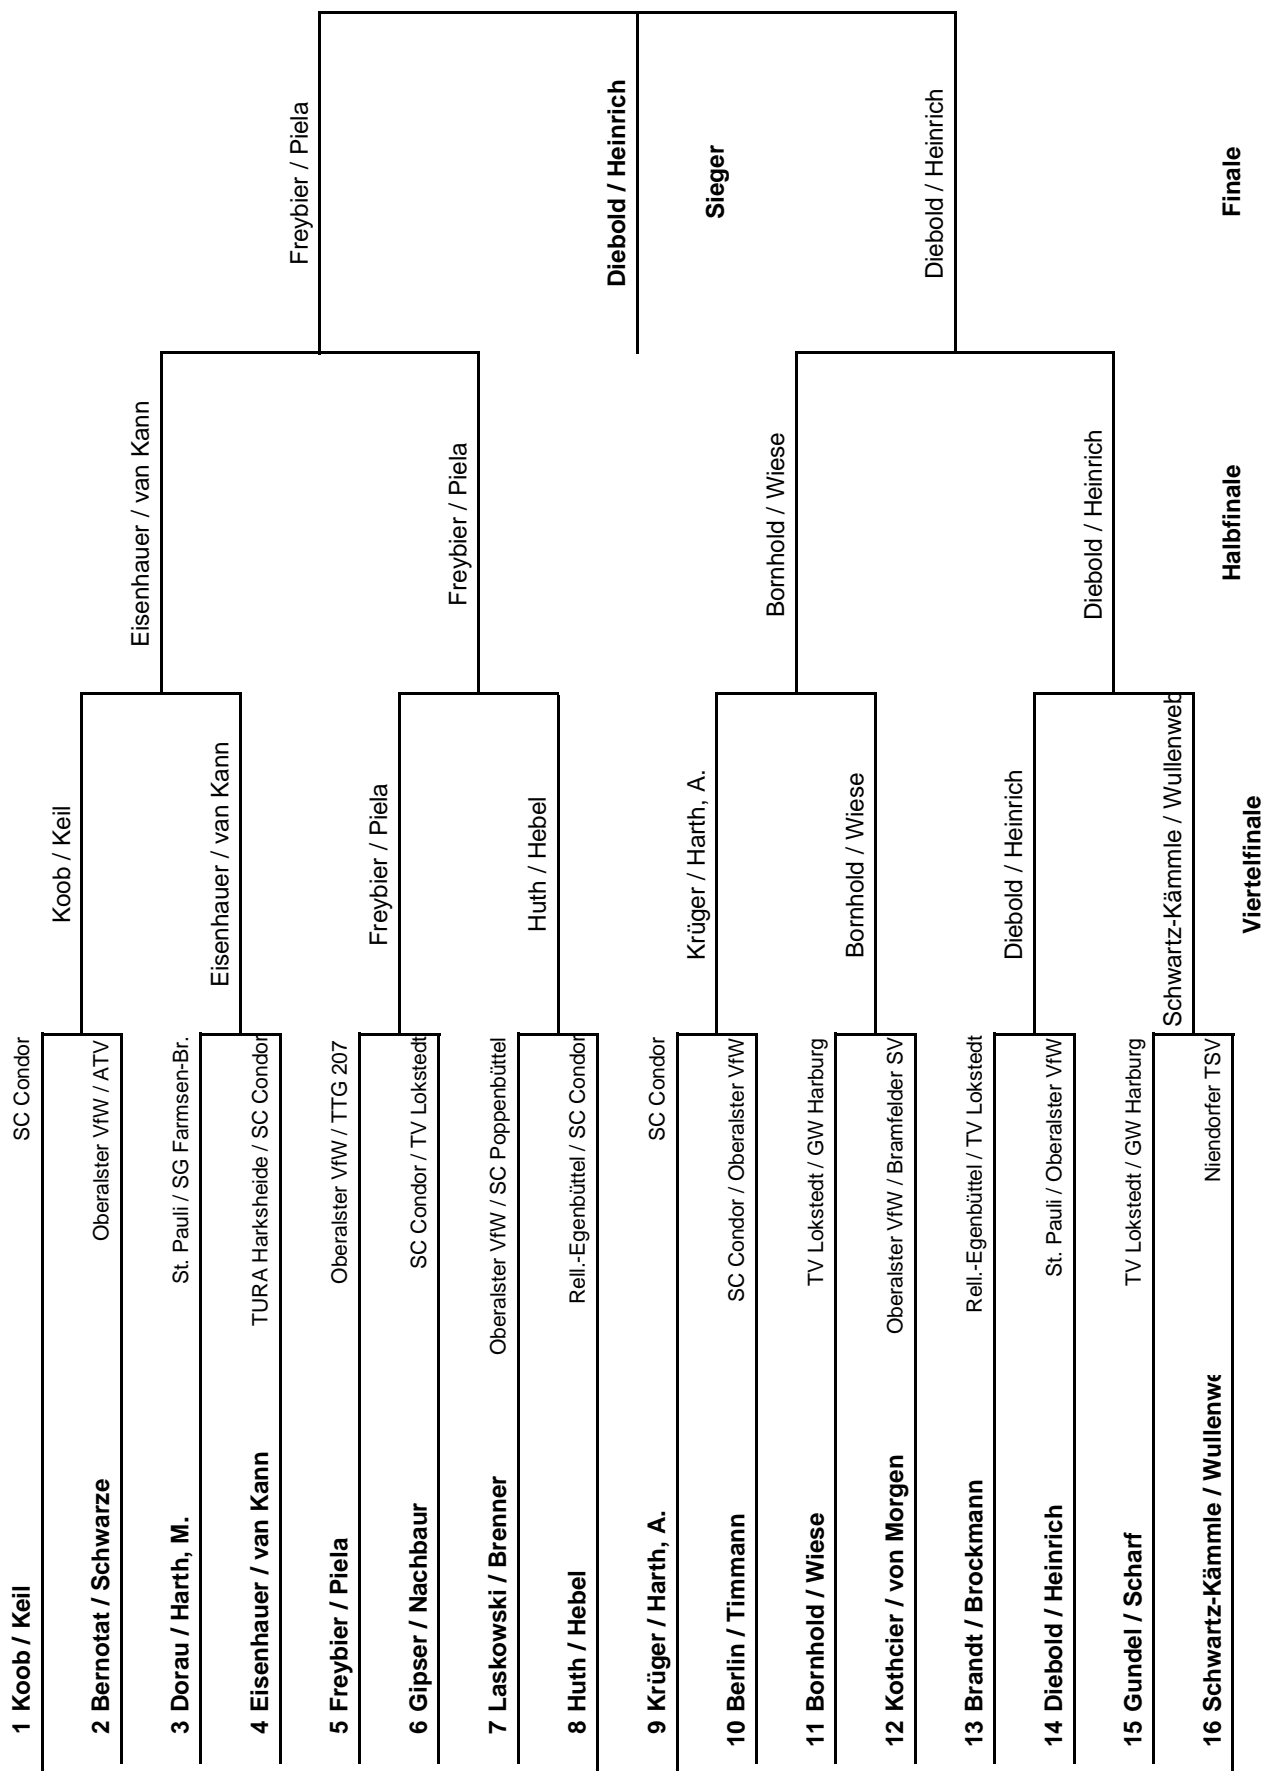 1 Koob / Keil
SC Condor
2 Bernotat / Schwarze
Oberalster VfW / ATV
3 Dorau / Harth, M.
St. Pauli / SG Farmsen-Br.
4 Eisenhauer / van Kann
TURA Harksheide / SC Condor
5 Freybier / Piela
Oberalster VfW / TTG 207
6 Gipser / Nachbaur
SC Condor / TV Lokstedt
7 Laskowski / Brenner
Oberalster VfW / SC Poppenbüttel
8 Huth / Hebel
Rell.-Egenbüttel / SC Condor
9 Krüger / Harth, A.
SC Condor
10 Berlin / Timmann
SC Condor / Oberalster VfW
11 Bornhold / Wiese
TV Lokstedt / GW Harburg
12 Kothcier / von Morgen
Oberalster VfW / Bramfelder SV
13 Brandt / Brockmann
Rell.-Egenbüttel / TV Lokstedt
14 Diebold / Heinrich
St. Pauli / Oberalster VfW
15 Gundel / Scharf
TV Lokstedt / GW Harburg
16 Schwartz-Kämmle / Wullenwe
Niendorfer TSV
Koob / Keil
Eisenhauer / van Kann
Freybier / Piela
Huth / Hebel
Krüger / Harth, A.
Bornhold / Wiese
Diebold / Heinrich
Schwartz-Kämmle / Wullenweb
Viertelfinale
Eisenhauer / van Kann
Freybier / Piela
Bornhold / Wiese
Diebold / Heinrich
Halbfinale
Freybier / Piela
Diebold / Heinrich
Sieger
Diebold / Heinrich
Finale